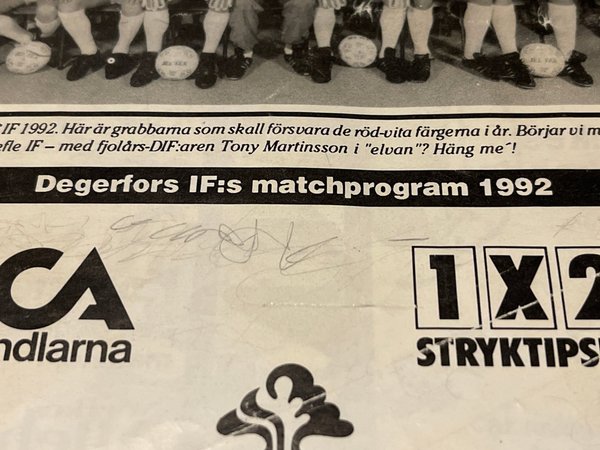 IF 1992. Här är grabbarna som skall försvara de röd-vita färgerna i år. Börjar vi m
efle IF – med fjolårs-DIF:aren Tony Martinsson i "elvan"? Häng me´!
Degerfors IF:s matchprogram 1992
CA
ndlarna
1X2
STRYKTIPS